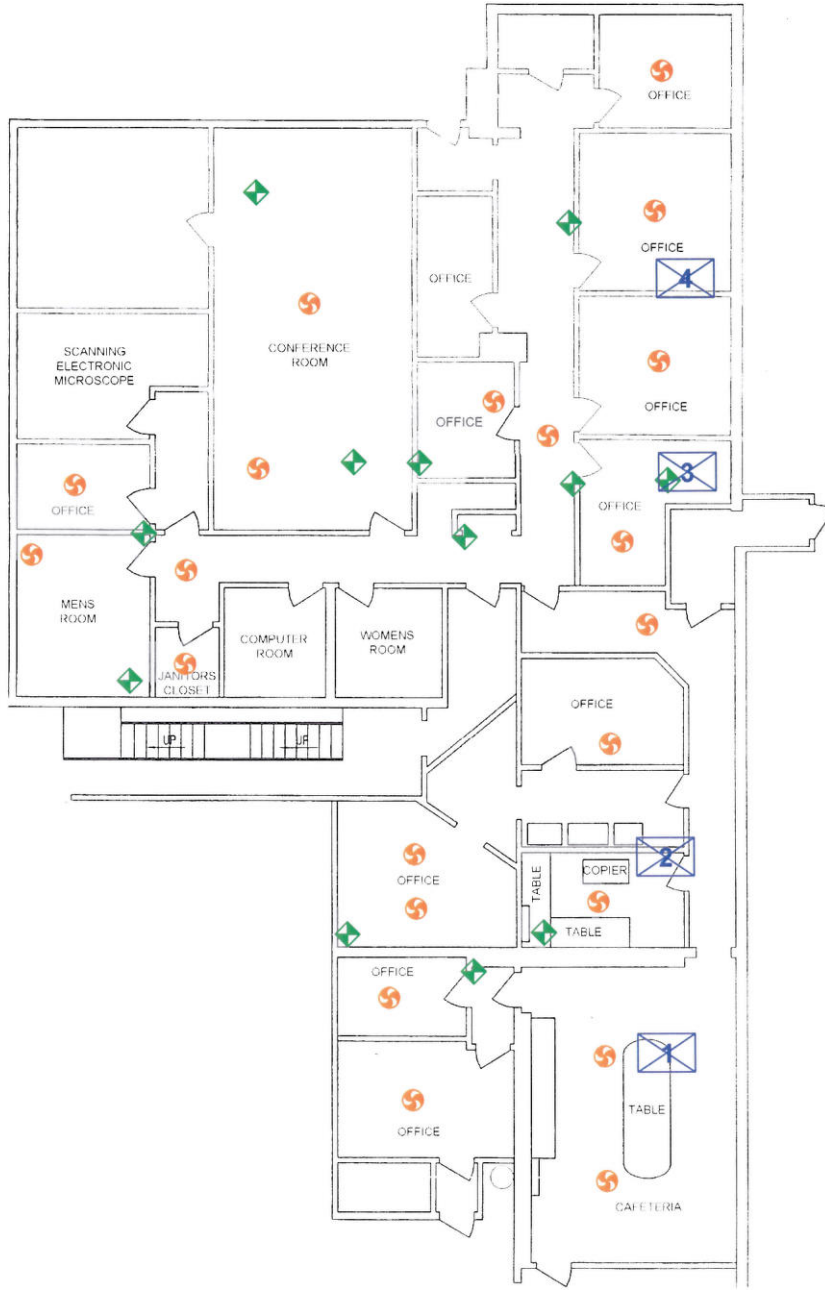 OFFICE
OFFICE
4
OFFICE
SCANNING
ELECTRONIC
MICROSCOPE
CONFERENCE
ROOM
OFFICE
OFFICE
3
OFFICE
OFFICE
OFFICE
MENS
ROOM
JANITORS
CLOSET
COMPUTER
ROOM
WOMENS
ROOM
OFFICE
UP
UP
2
COPIER
TABLE
TABLE
OFFICE
OFFICE
1
TABLE
OFFICE
CAFETERIA